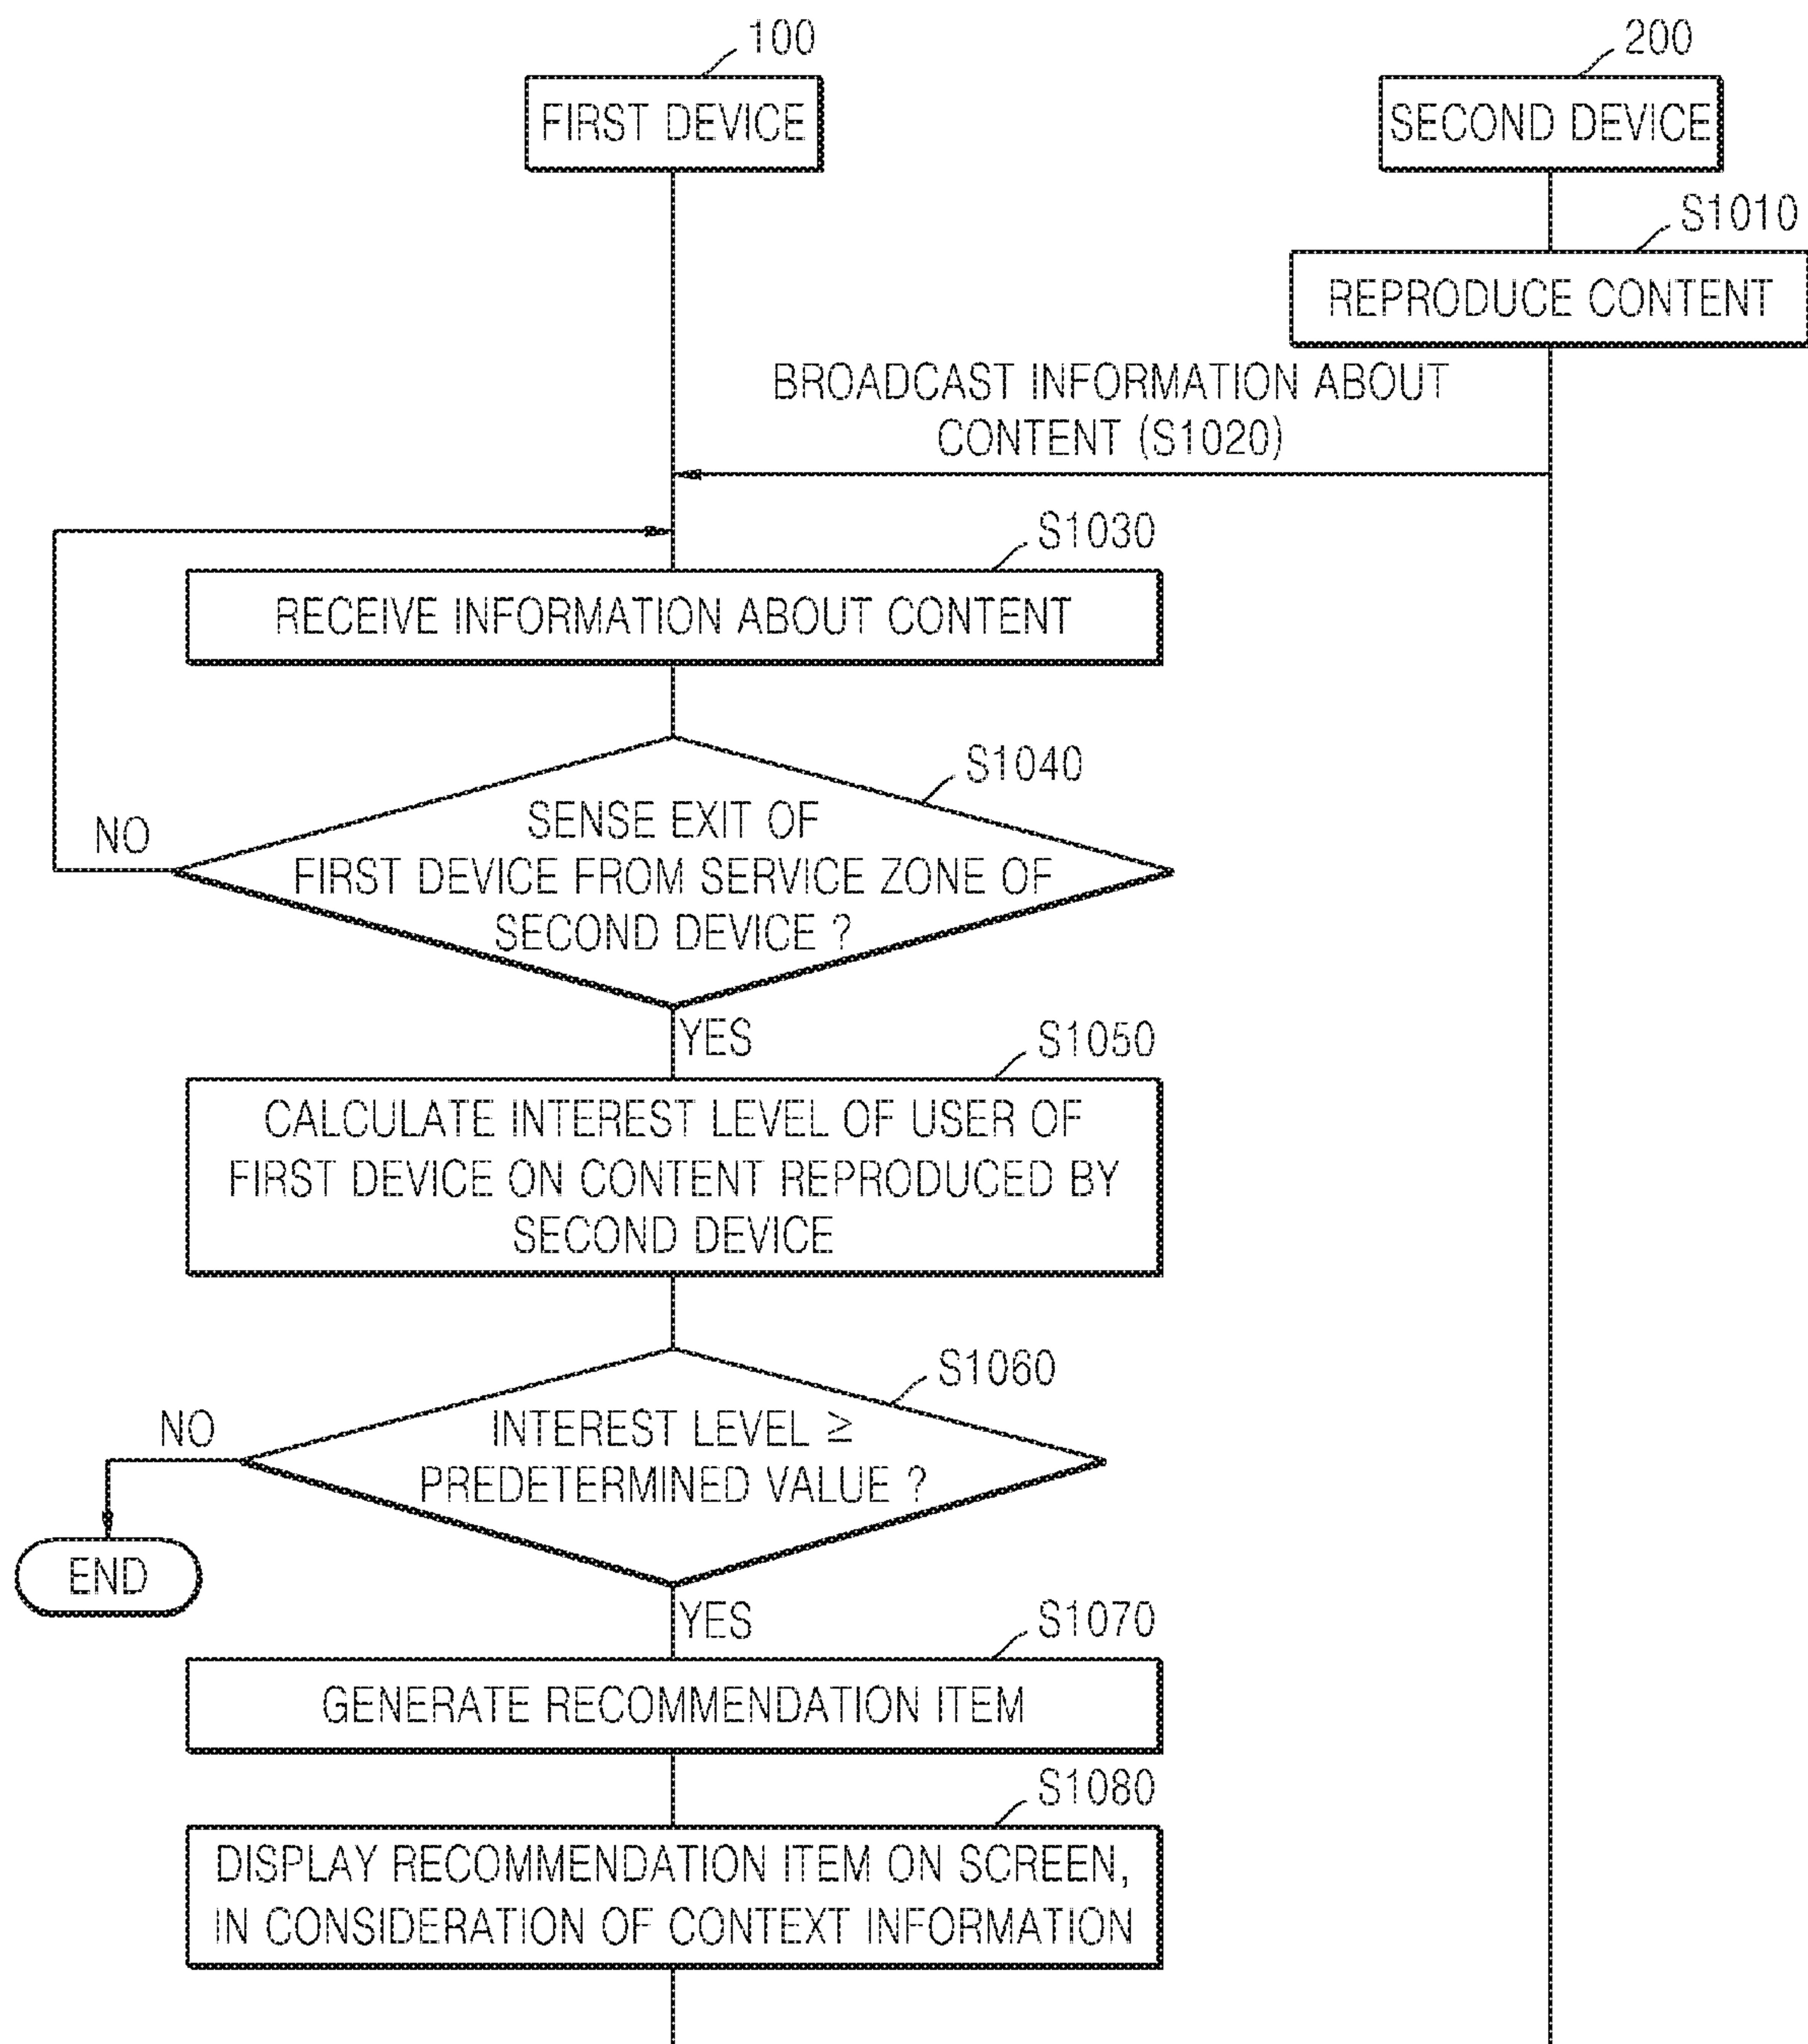 100
200
FIRST DEVICE
SECOND DEVICE
S1010
REPRODUCE CONTENT
BROADCAST INFORMATION ABOUT
CONTENT (S1020)
S1030
RECEIVE INFORMATION ABOUT CONTENT
S1040
SENSE EXIT OF
FIRST DEVICE FROM SERVICE ZONE OF
SECOND DEVICE ?
NO
YES
S1050
CALCULATE INTEREST LEVEL OF USER OF
FIRST DEVICE ON CONTENT REPRODUCED BY
SECOND DEVICE
S1060
INTEREST LEVEL ≥
PREDETERMINED VALUE ?
NO
END
YES
S1070
GENERATE RECOMMENDATION ITEM
S1080
DISPLAY RECOMMENDATION ITEM ON SCREEN,
IN CONSIDERATION OF CONTEXT INFORMATION